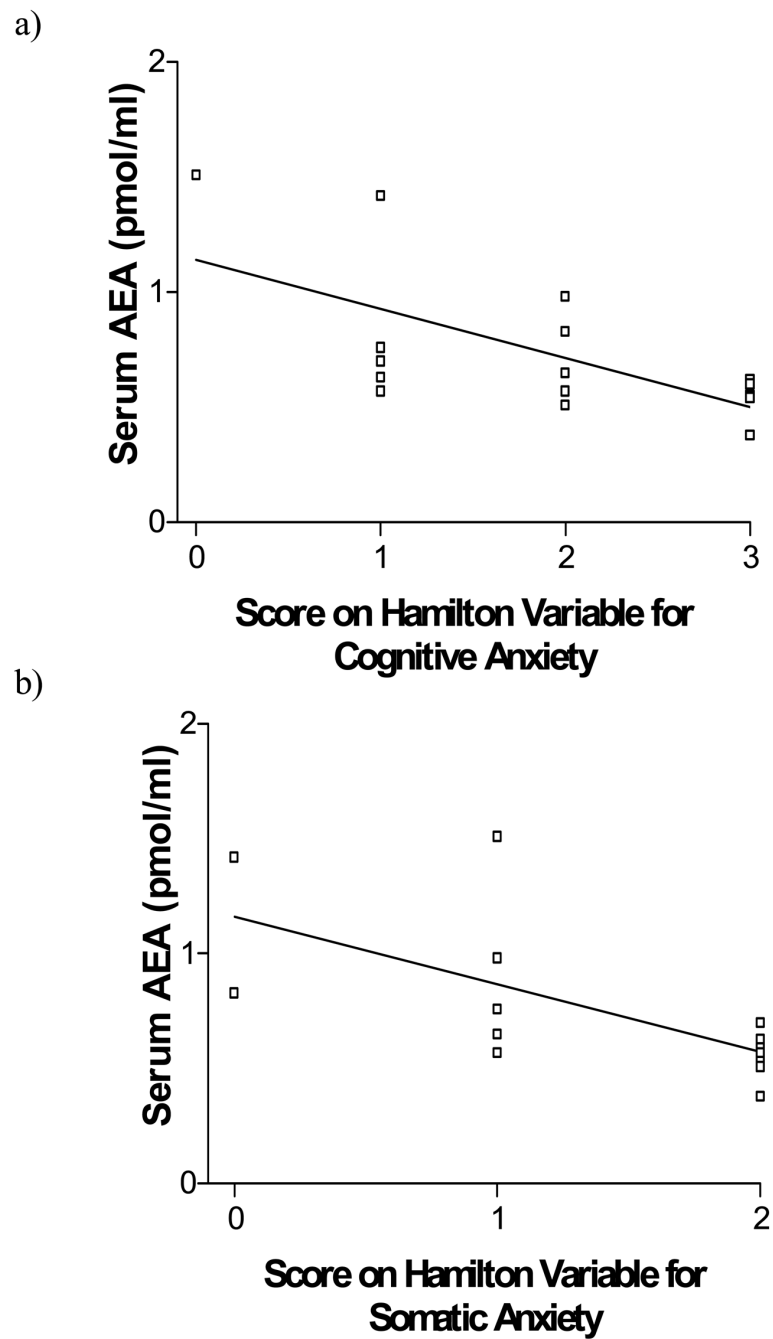 a)
2
1
0
Serum AEA (pmol/ml)
0 1 2 3
Score on Hamilton Variable for
Cognitive Anxiety
b)
2
1
0
Serum AEA (pmol/ml)
0 1 2
Score on Hamilton Variable for
Somatic Anxiety